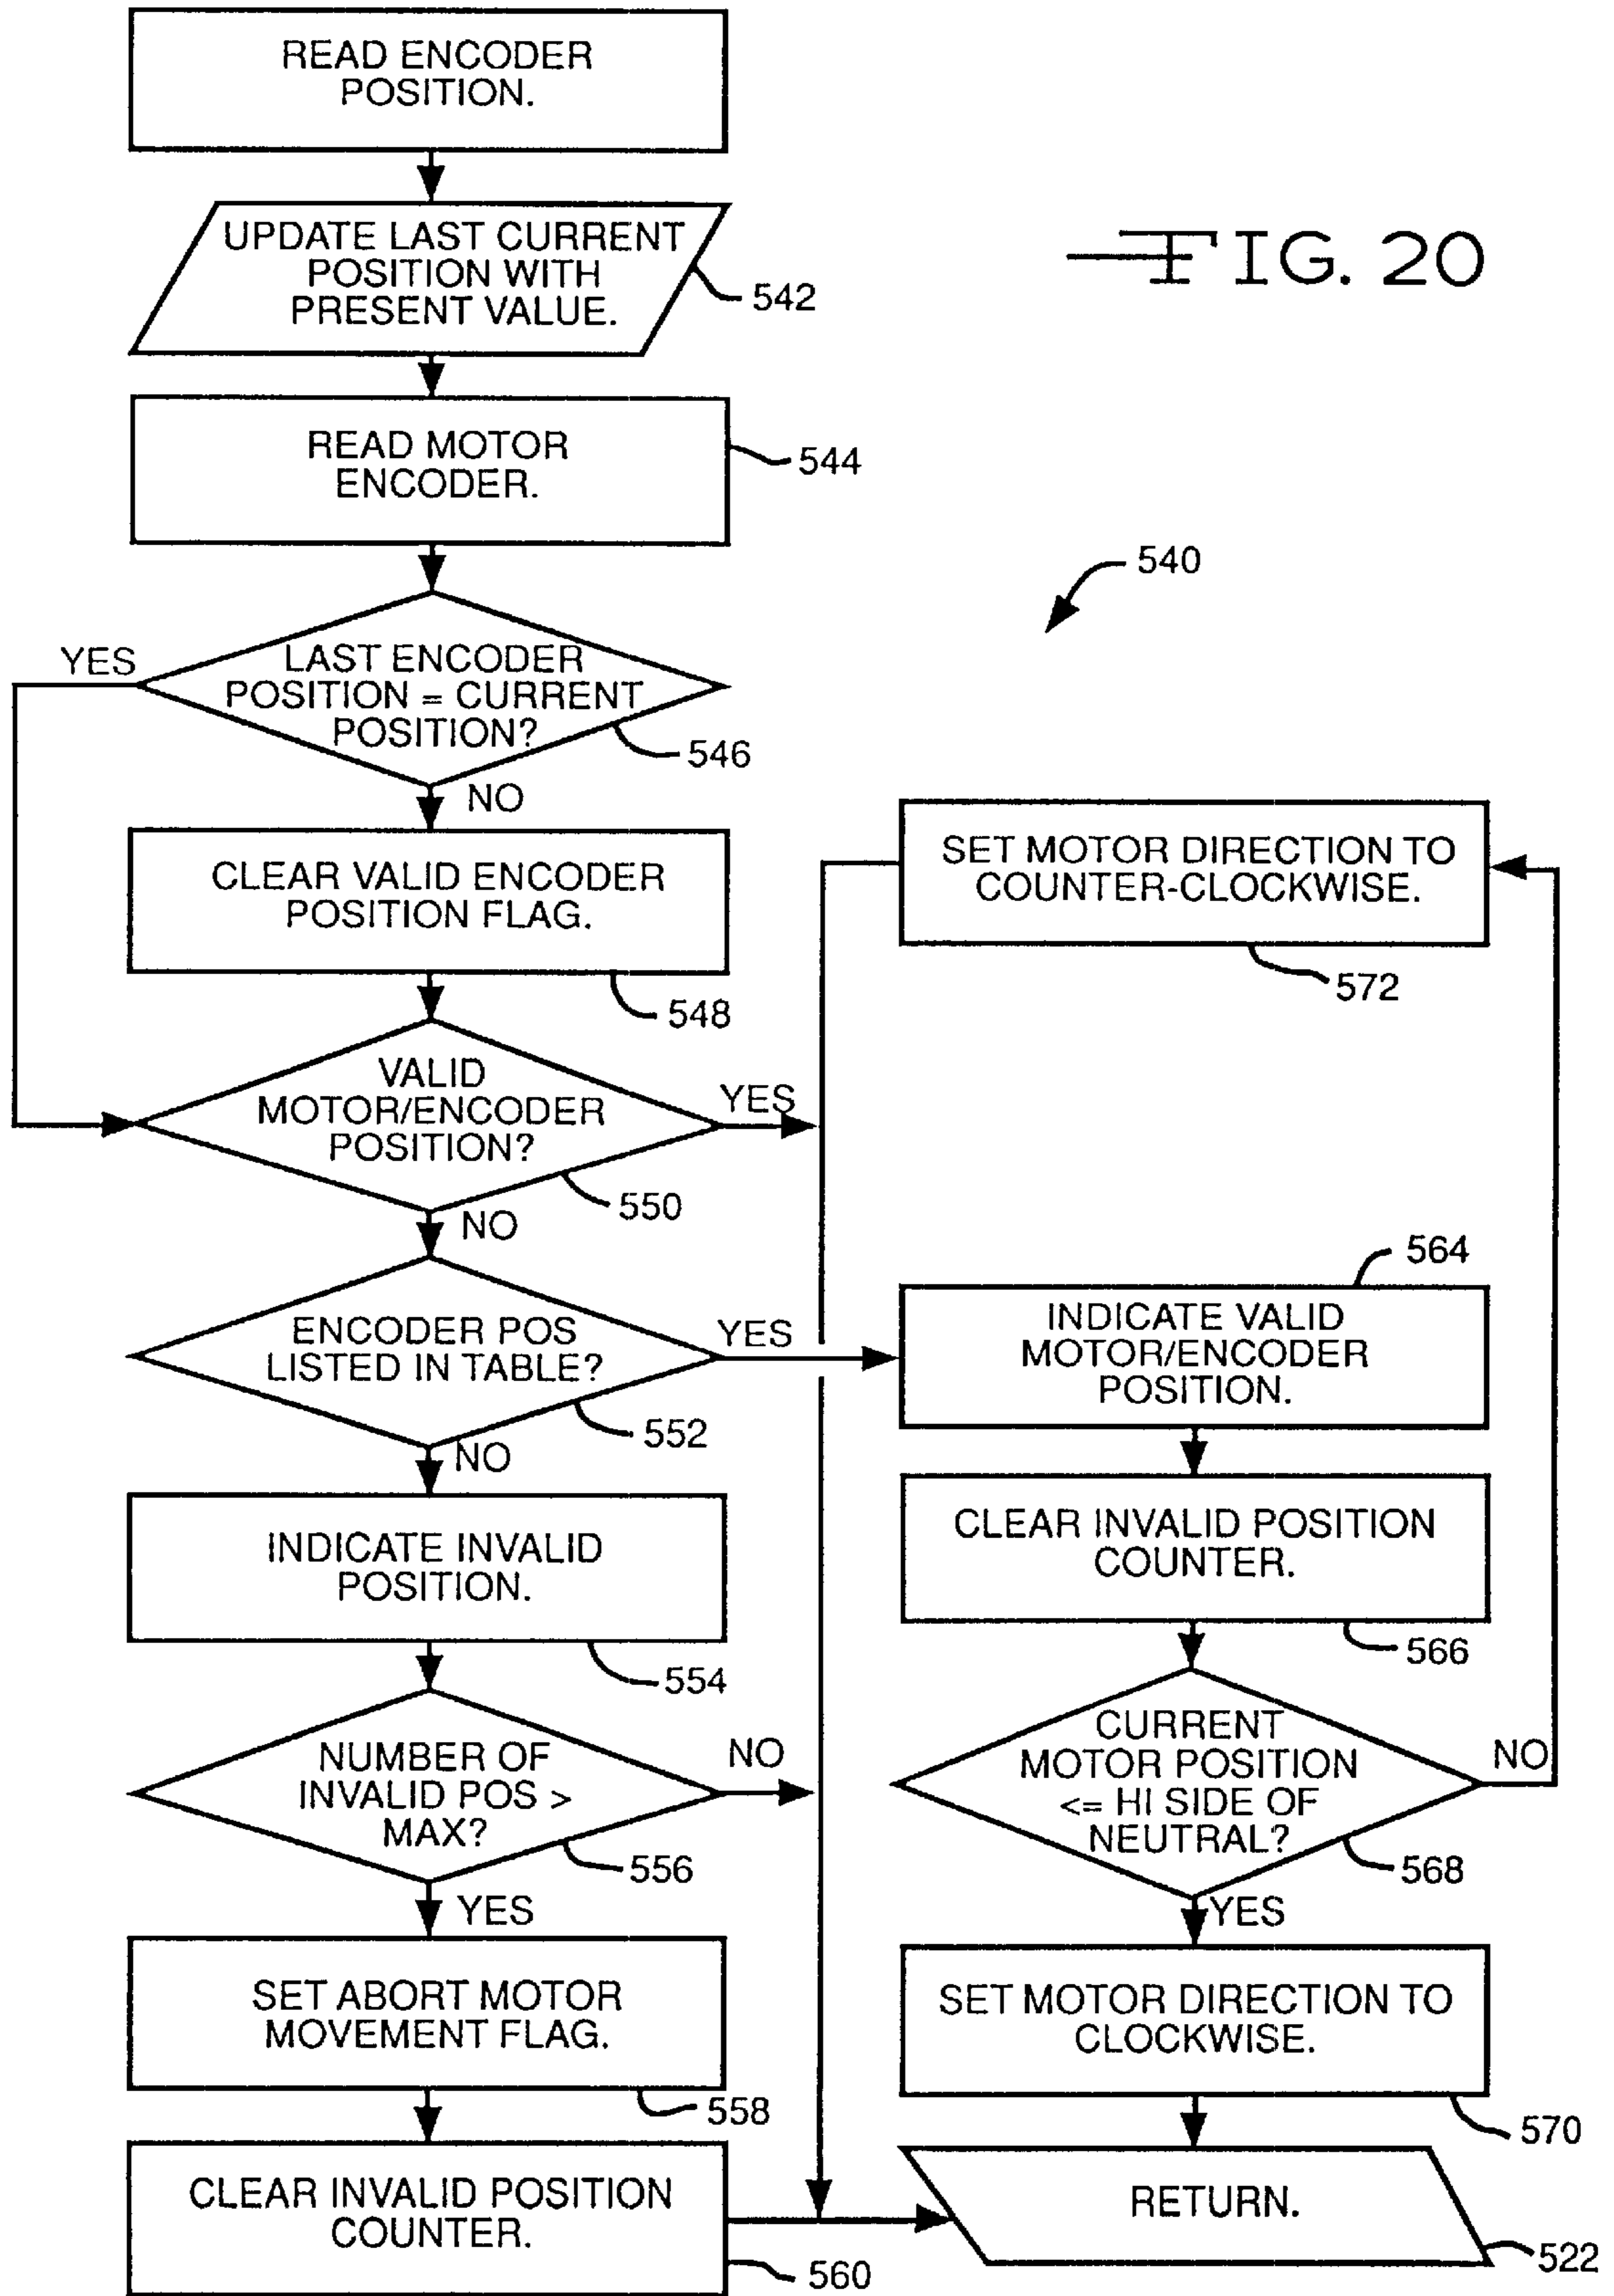 READ ENCODER
POSITION.
UPDATE LAST CURRENT
POSITION WITH
PRESENT VALUE.
542
FIG. 20
READ MOTOR
ENCODER.
544
540
LAST ENCODER
POSITION = CURRENT
POSITION?
YES
546
NO
CLEAR VALID ENCODER
POSITION FLAG.
548
SET MOTOR DIRECTION TO
COUNTER-CLOCKWISE.
572
VALID
MOTOR/ENCODER
POSITION?
YES
550
NO
ENCODER POS
LISTED IN TABLE?
YES
552
NO
564
INDICATE VALID
MOTOR/ENCODER
POSITION.
INDICATE INVALID
POSITION.
554
CLEAR INVALID POSITION
COUNTER.
566
NUMBER OF
INVALID POS >
MAX?
NO
556
YES
CURRENT
MOTOR POSITION
<= HI SIDE OF
NEUTRAL?
NO
568
YES
SET ABORT MOTOR
MOVEMENT FLAG.
558
SET MOTOR DIRECTION TO
CLOCKWISE.
570
CLEAR INVALID POSITION
COUNTER.
560
RETURN.
522